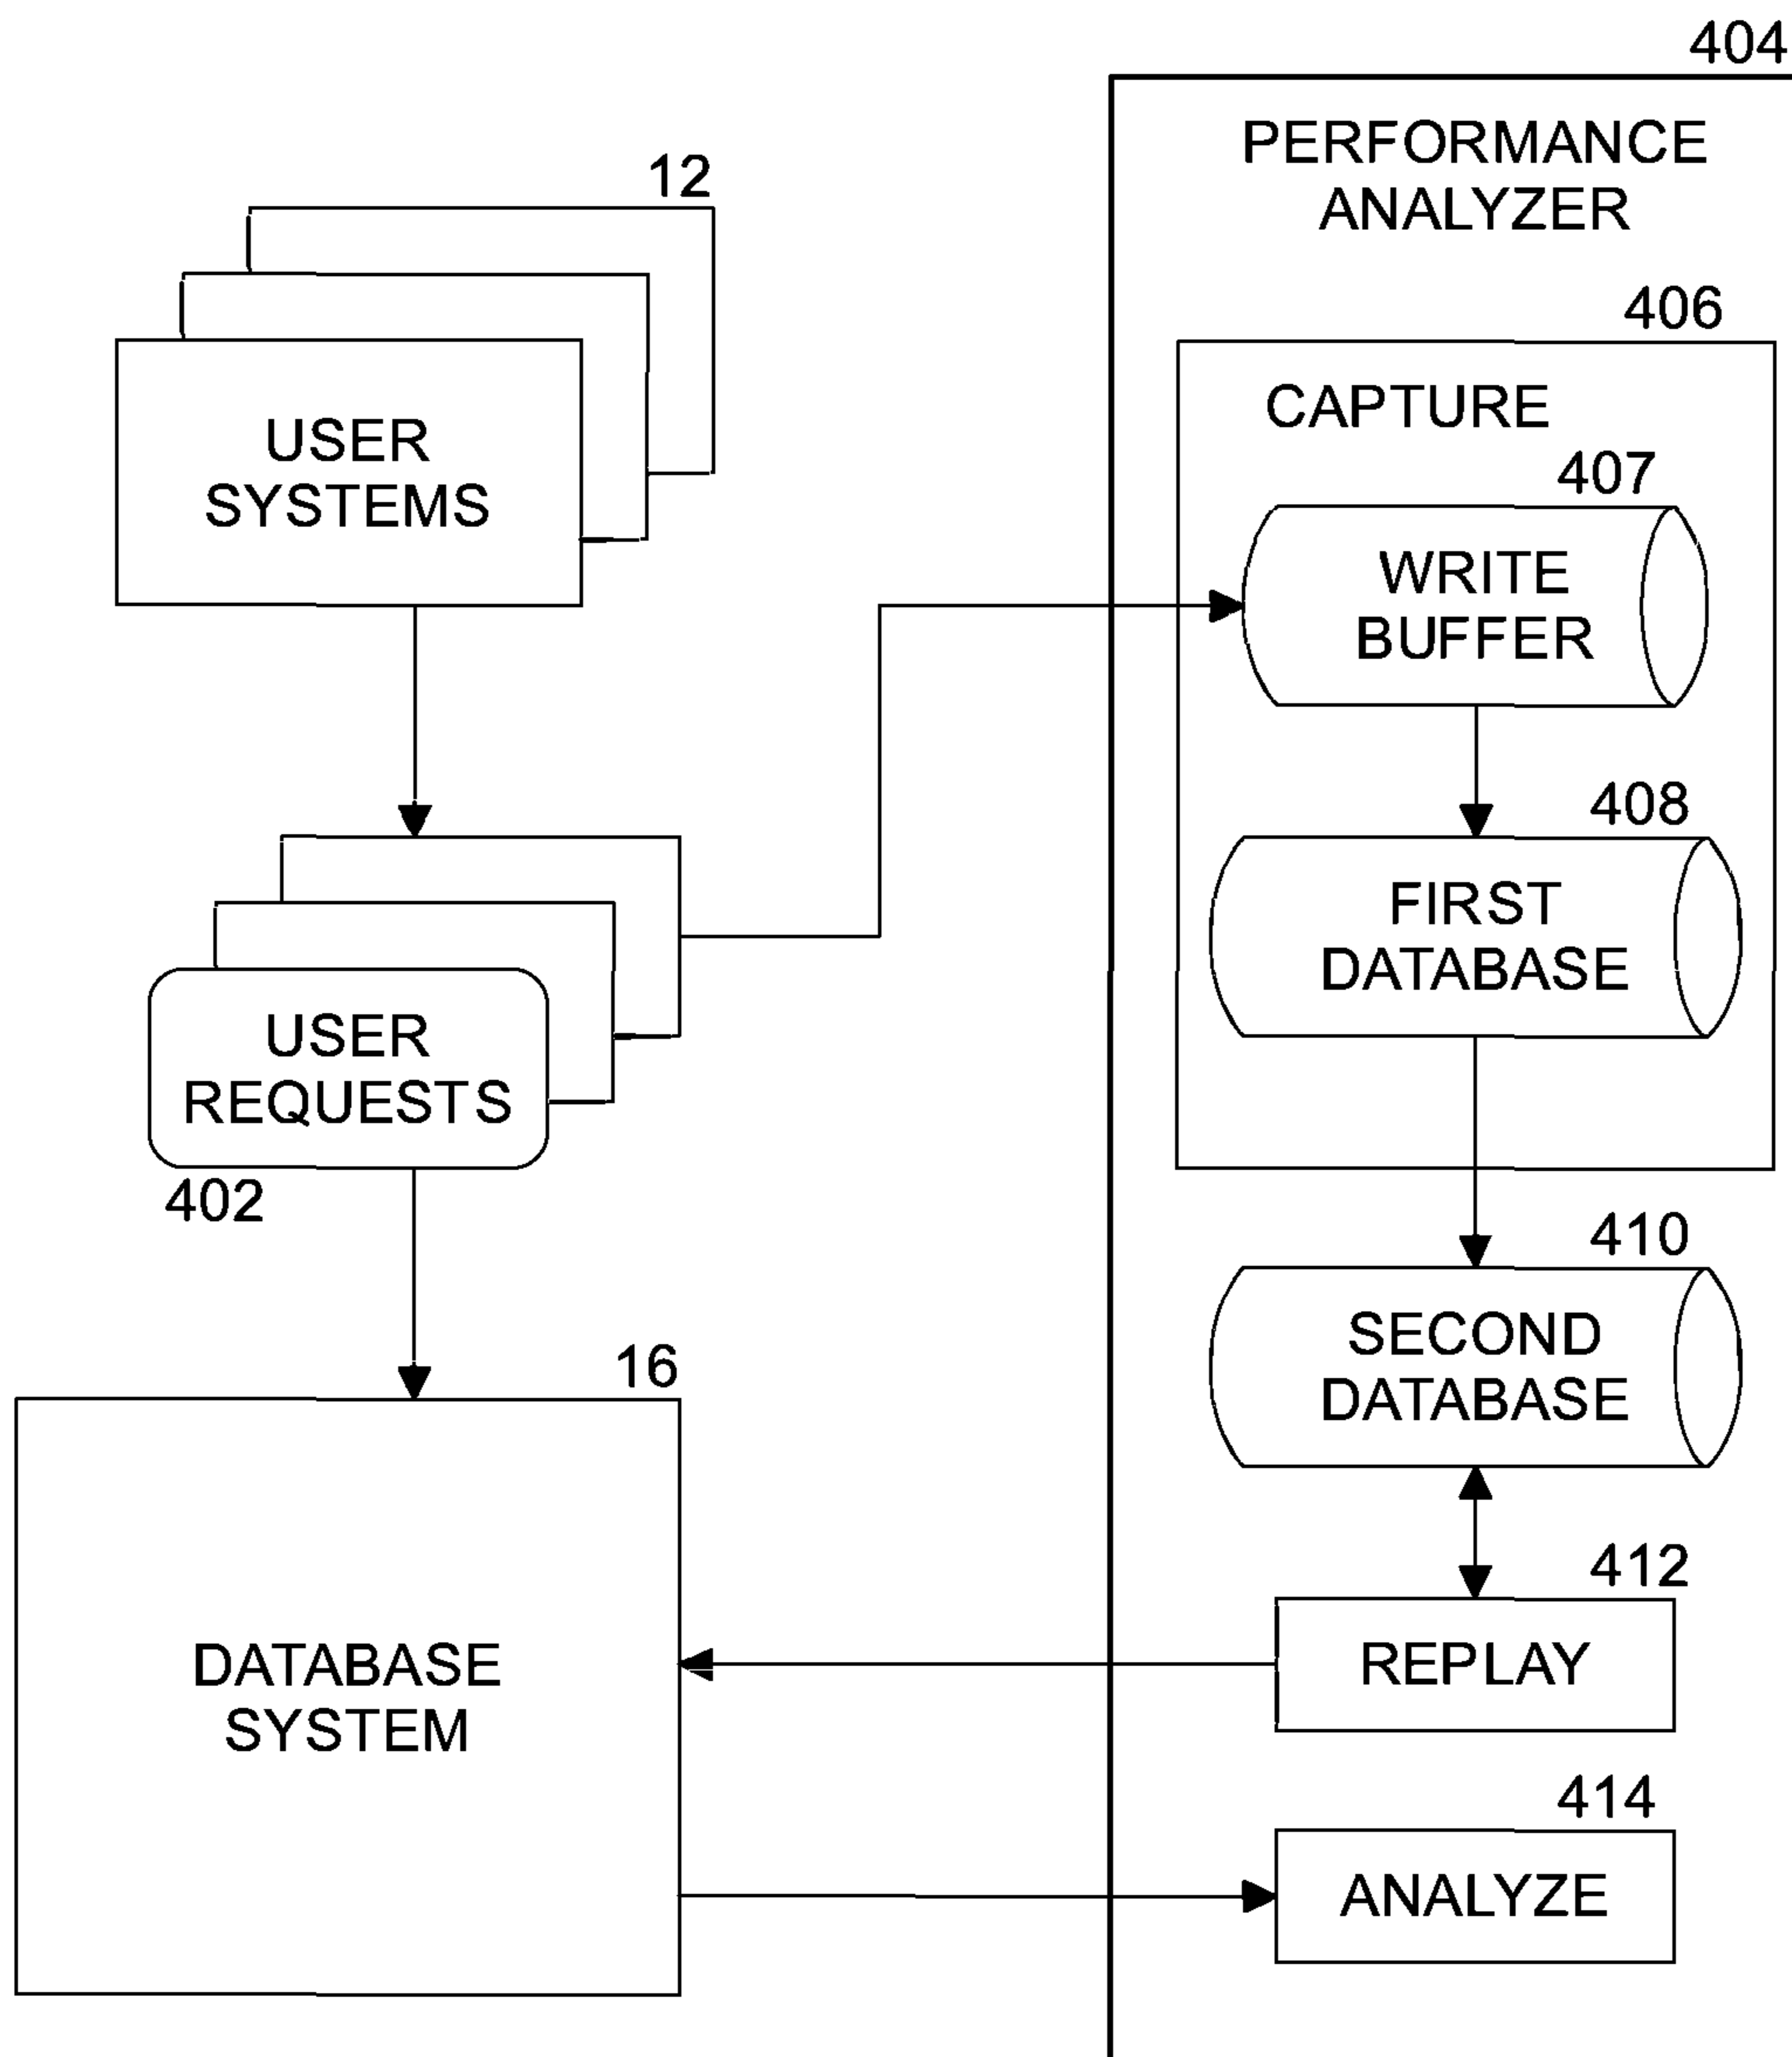 404
PERFORMANCE
ANALYZER
12
USER
SYSTEMS
406
CAPTURE
407
WRITE
BUFFER
408
FIRST
DATABASE
USER
REQUESTS
402
410
SECOND
DATABASE
16
DATABASE
SYSTEM
412
REPLAY
414
ANALYZE